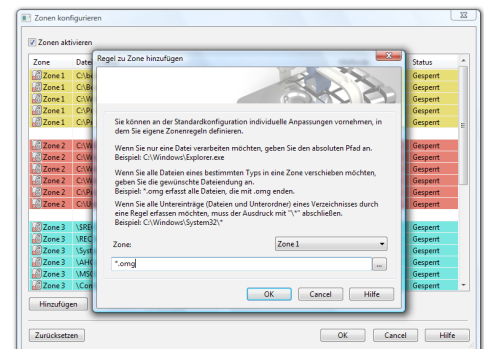 Zonen konfigurieren
Zonen aktivieren
Zone Status
Regel zu Zone hinzufügen
Zone 1 Gesperrt
Zone 1 Gesperrt
Zone 1 Gesperrt
Zone 1 Gesperrt
Zone 1 Gesperrt
Sie können an der Standardkonfiguration individuelle Anpassungen vornehmen, in
dem Sie eigene Zonenregeln definieren.
Wenn Sie nur eine Datei verarbeiten möchten, geben Sie den absoluten Pfad an.
Beispiel: C:\Windows\Explorer.exe
Wenn Sie alle Dateien eines bestimmten Typs in eine Zone verschieben möchten,
geben Sie die gewünschte Dateiendung an.
Beispiel: *.omg erfasst alle Dateien, die mit .omg enden.
Wenn Sie alle Untereinträge (Dateien und Unterordner) eines Verzeichnisses durch
eine Regel erfassen möchten, muss der Ausdruck mit "\*" abschließen.
Beispiel: C:\Windows\System32\*
Zone 2 Gesperrt
Zone 2 Gesperrt
Zone 2 Gesperrt
Zone 2 Gesperrt
Zone 2 Gesperrt
Zone 3 Gesperrt
Zone 3 Gesperrt
Zone 3 Gesperrt
Zone 3 Gesperrt
Zone 3 Gesperrt
Zone 3 Gesperrt
Zone: Zone 1
*.omg ...
OK Cancel Hilfe
Hinzufügen
Zurücksetzen OK Cancel Hilfe